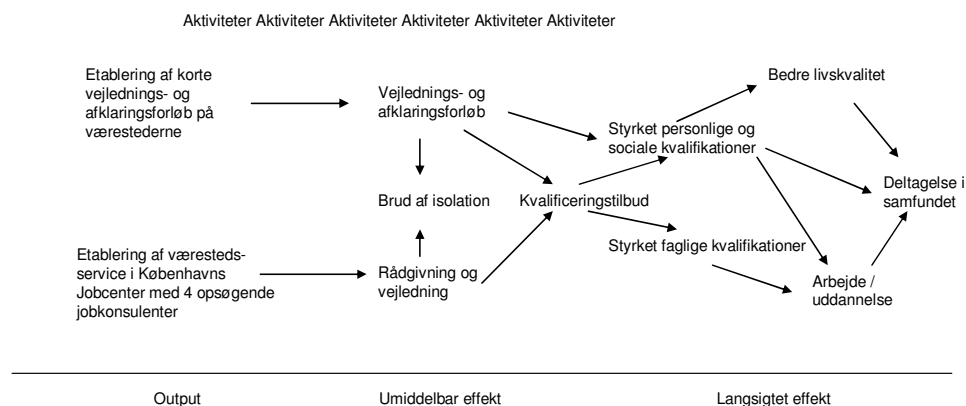 Aktiviteter Aktiviteter Aktiviteter Aktiviteter Aktiviteter Aktiviteter
Etablering af korte
vejlednings- og
afklaringsforløb på
værestederne
Vejlednings- og
afklaringsforløb
Bedre livskvalitet
Styrket personlige og
sociale kvalifikationer
Deltagelse i
samfundet
Brud af isolation
Kvalificeringstilbud
Styrket faglige kvalifikationer
Etablering af væresteds-
service i Københavns
Jobcenter med 4 opsøgende
jobkonsulenter
Rådgivning og
vejledning
Arbejde /
uddannelse
Output
Umiddelbar effekt
Langsigtet effekt